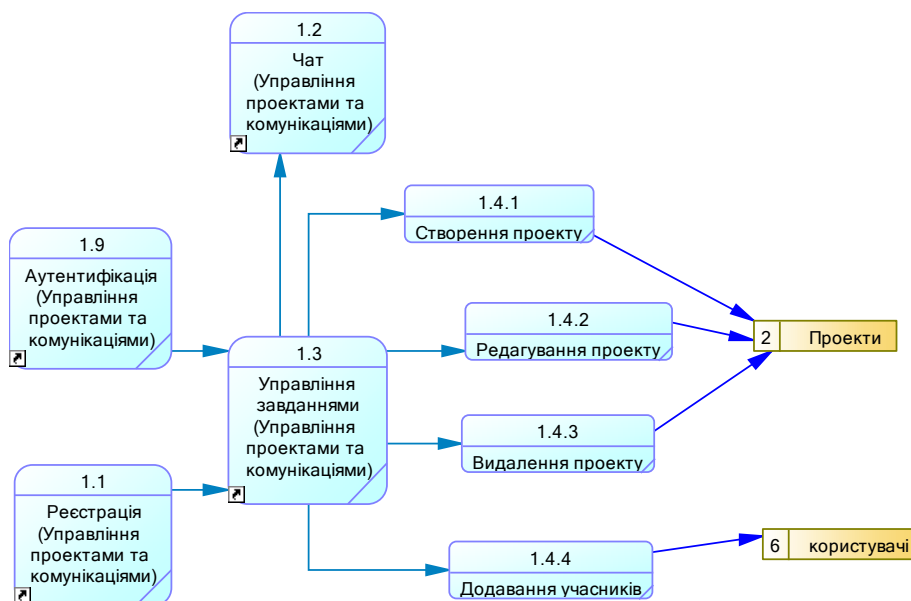 1.2
Чат
(Управління
проектами та
комунікаціями)
1.4.1
Створення проекту
1.9
Аутентифікація
(Управління
проектами та
комунікаціями)
1.4.2
Редагування проекту
2 Проекти
1.3
Управління
завданнями
(Управління
проектами та
комунікаціями)
1.4.3
Видалення проекту
1.1
Реєстрація
(Управління
проектами та
комунікаціями)
1.4.4
Додавання учасників
6 користувачі